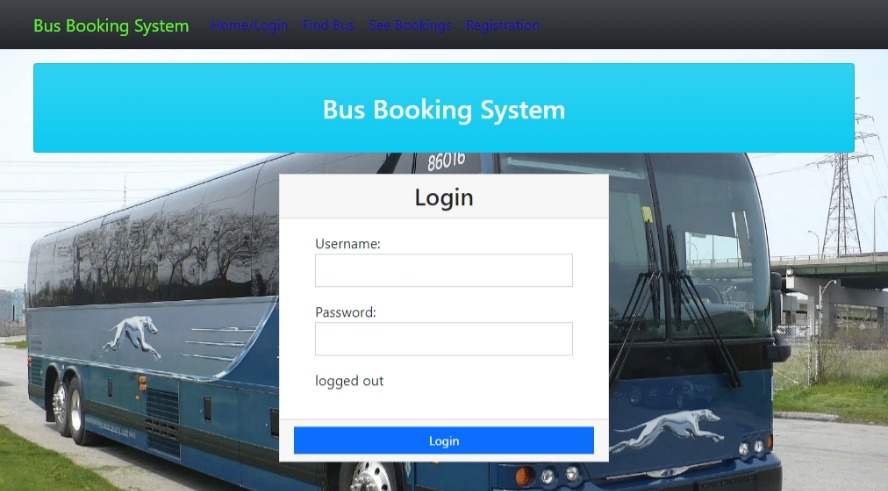 Bus Booking System Home/Login Find Bus See Bookings Registration
Bus Booking System
86016
Login
Username:
Password:
logged out
Login